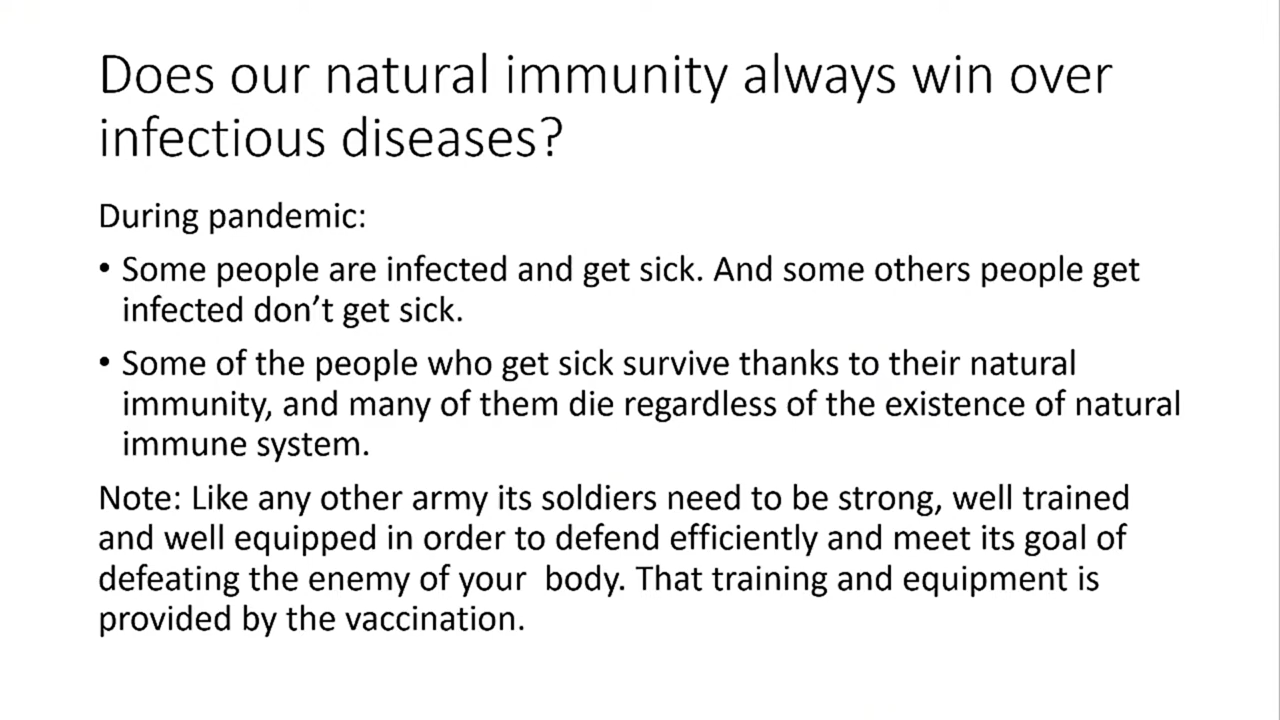 Does our natural immunity always win over
infectious diseases?
During pandemic:
• Some people are infected and get sick. And some others people get
infected don’t get sick.
• Some of the people who get sick survive thanks to their natural
immunity, and many of them die regardless of the existence of natural
immune system.
Note: Like any other army its soldiers need to be strong, well trained
and well equipped in order to defend efficiently and meet its goal of
defeating the enemy of your  body. That training and equipment is
provided by the vaccination.